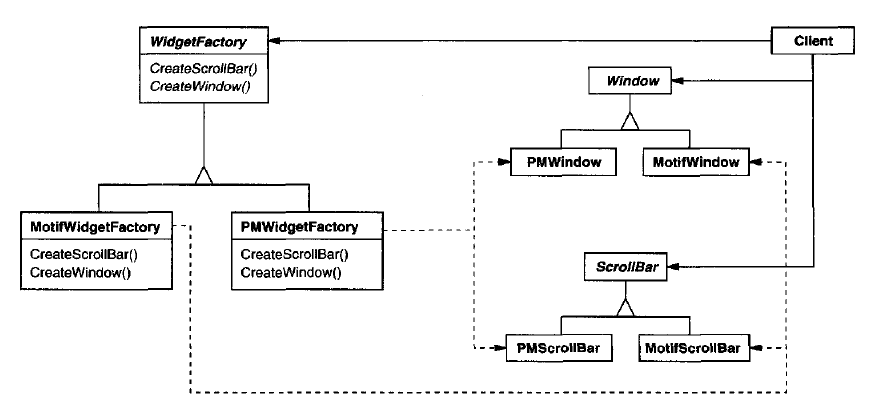 WidgetFactory
CreateScrollBar()
CreateWindow()
Client
Window
PMWindow
MotifWindow
MotifWidgetFactory
CreateScrollBar()
CreateWindow()
PMWidgetFactory
CreateScrollBar()
CreateWindow()
ScrollBar
PMScrollBar
MotifScrollBar